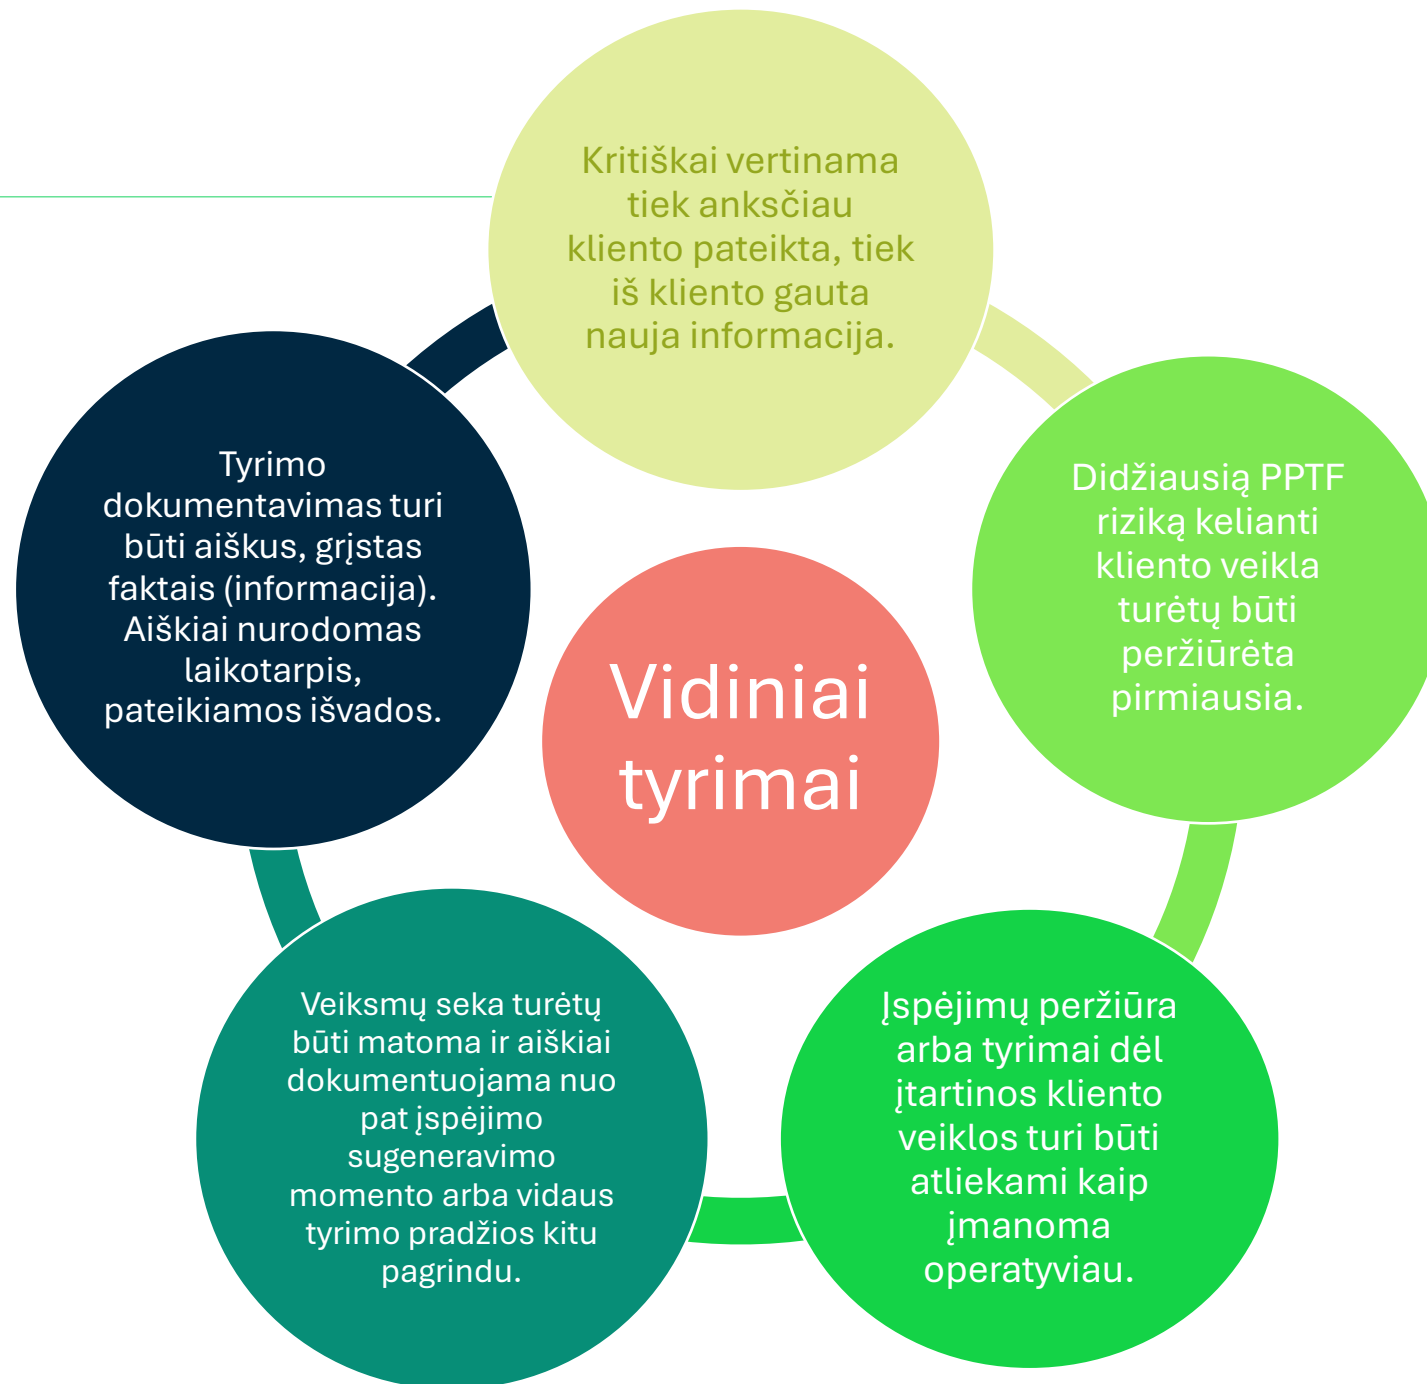 Kritiškai vertinama
tiek anksčiau
kliento pateikta, tiek
iš kliento gauta
nauja informacija.
Didžiausią PPTF
riziką kelianti
kliento veikla
turėtų būti
peržiūrėta
pirmiausia.
Įspėjimų peržiūra
arba tyrimai dėl
įtartinos kliento
veiklos turi būti
atliekami kaip
įmanoma
operatyviau.
Veiksmų seka turėtų
būti matoma ir aiškiai
dokumentuojama nuo
pat įspėjimo
sugeneravimo
momento arba vidaus
tyrimo pradžios kitu
pagrindu.
Tyrimo
dokumentavimas turi
būti aiškus, grįstas
faktais (informacija).
Aiškiai nurodomas
laikotarpis,
pateikiamos išvados.
Vidiniai
tyrimai